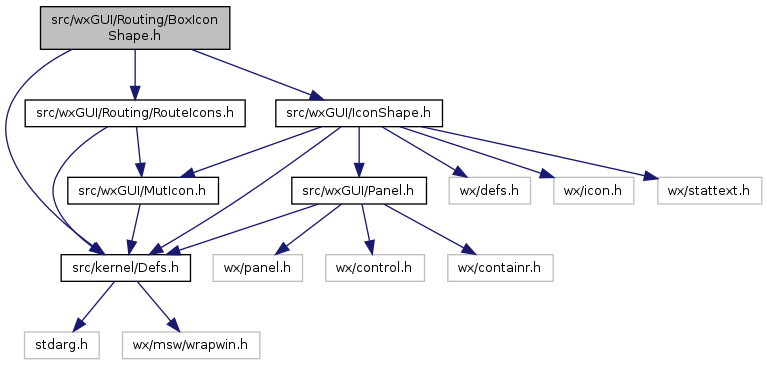 src/wxGUI/Routing/BoxIcon
Shape.h
src/wxGUI/Routing/RouteIcons.h
src/wxGUI/IconShape.h
src/wxGUI/MutIcon.h
src/wxGUI/Panel.h
wx/defs.h
wx/icon.h
wx/stattext.h
src/kernel/Defs.h
wx/panel.h
wx/control.h
wx/containr.h
stdarg.h
wx/msw/wrapwin.h